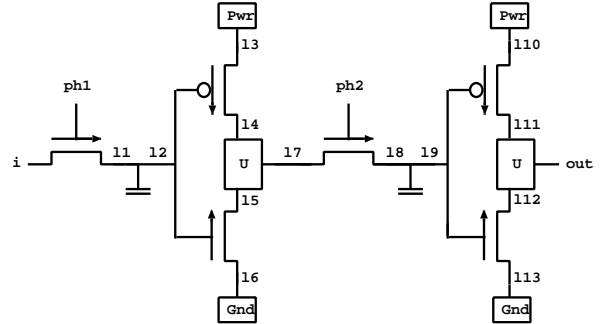 Pwr Pwr
l3 l10
ph1 ph2
l4 l11
i l1 l2 U l7 l8 l9 U out
l5 l12
l6 l13
Gnd Gnd